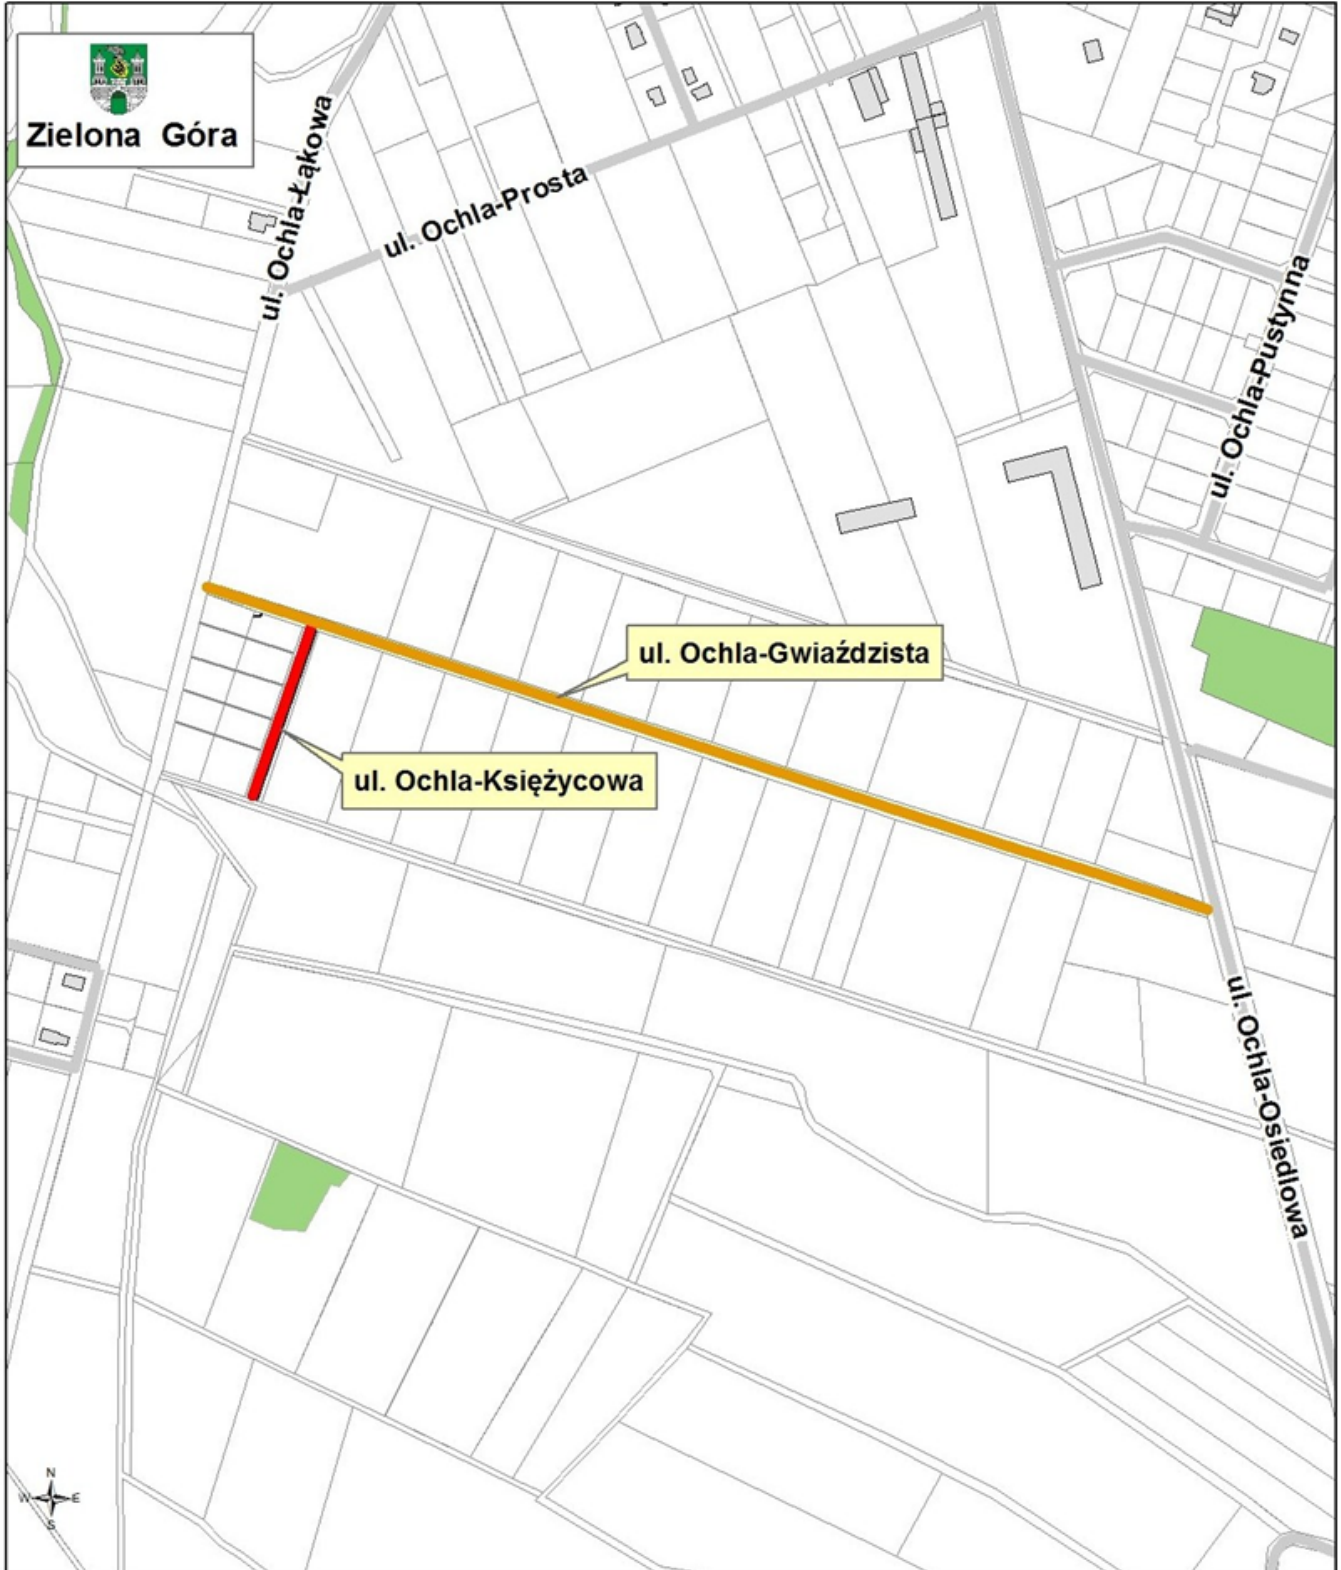 Zielona Góra
ul. Ochla-Łąkowa
ul. Ochla-Prosta
ul. Ochla-Pustynna
ul. Ochla-Gwiaździsta
ul. Ochla-Księżycowa
ul. Ochla-Osiedlowa
N
W E
S